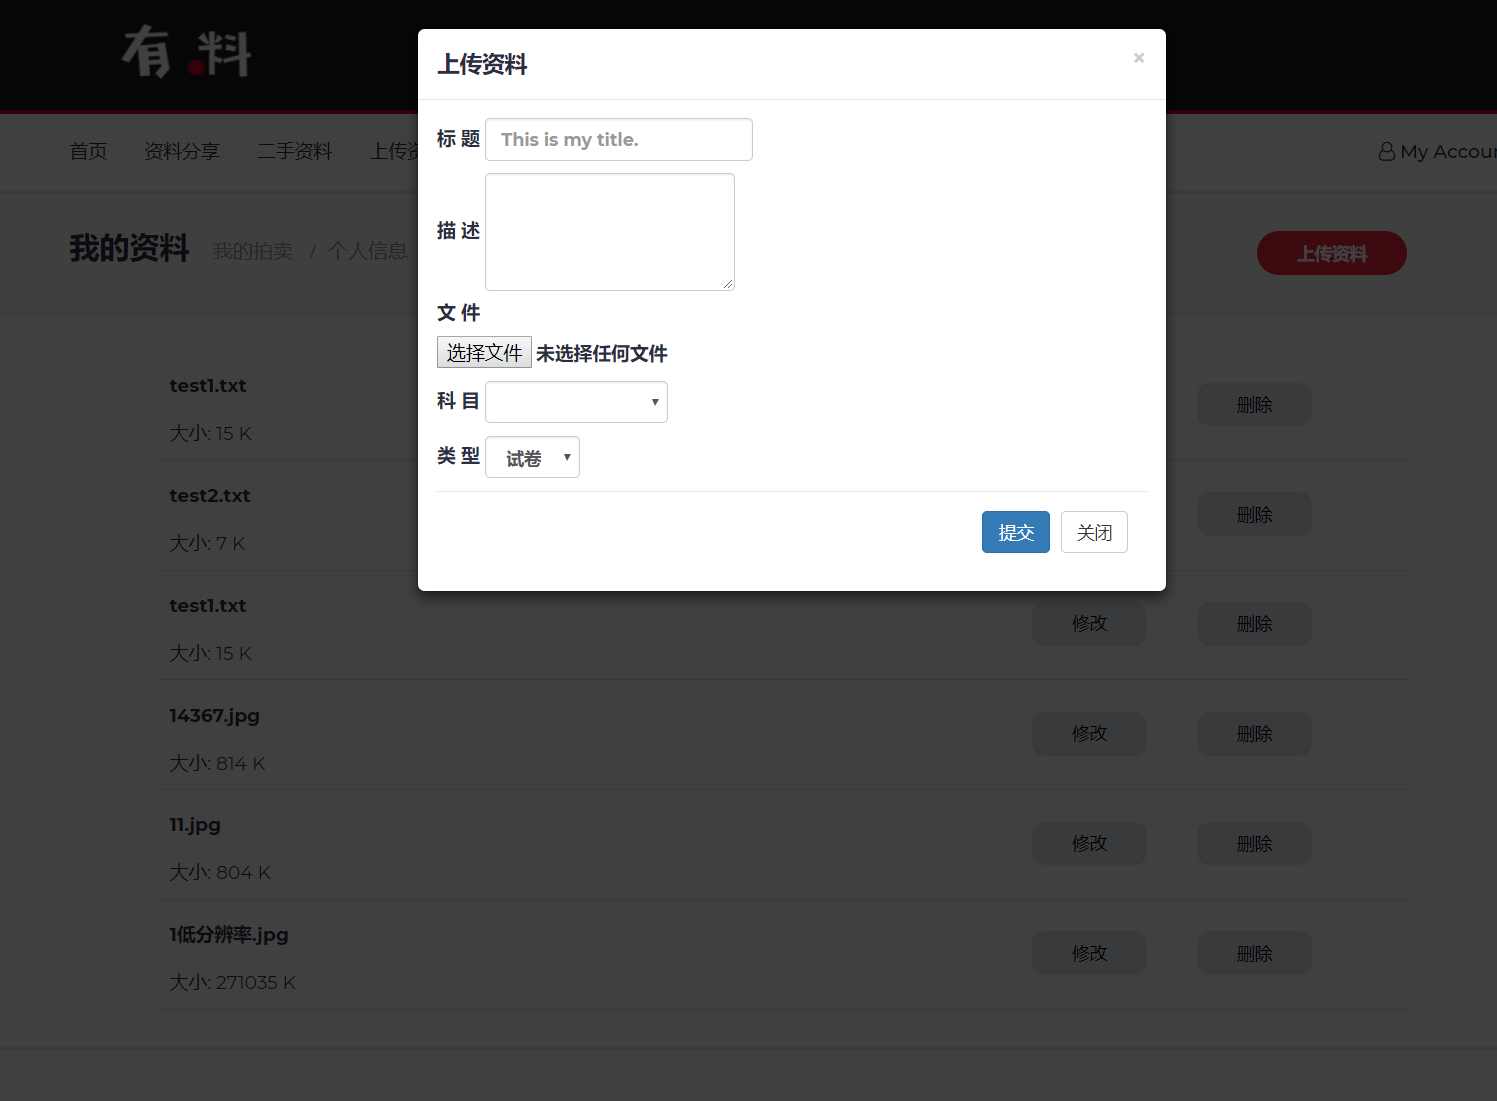 有.料
首页 资料分享 二手资料 上传资
My Accour
我的资料 我的拍卖 / 个人信息
上传资料
上传资料
×
标 题 This is my title.
描 述
文 件
选择文件 未选择任何文件
科 目
类 型 试卷
提交 关闭
test1.txt
大小: 15 K
删除
test2.txt
大小: 7 K
删除
test1.txt
大小: 15 K
修改 删除
14367.jpg
大小: 814 K
修改 删除
11.jpg
大小: 804 K
修改 删除
1低分辨率.jpg
大小: 271035 K
修改 删除